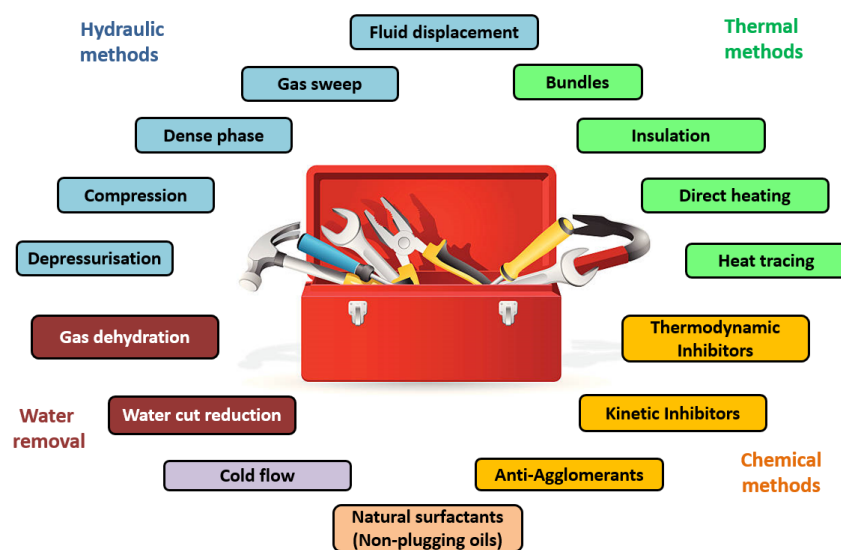 Hydraulic
methods
Fluid displacement
Thermal
methods
Gas sweep
Bundles
Dense phase
Insulation
Compression
Direct heating
Depressurisation
Heat tracing
Gas dehydration
Thermodynamic
Inhibitors
Water
removal
Water cut reduction
Kinetic Inhibitors
Cold flow
Anti-Agglomerants
Chemical
methods
Natural surfactants
(Non-plugging oils)